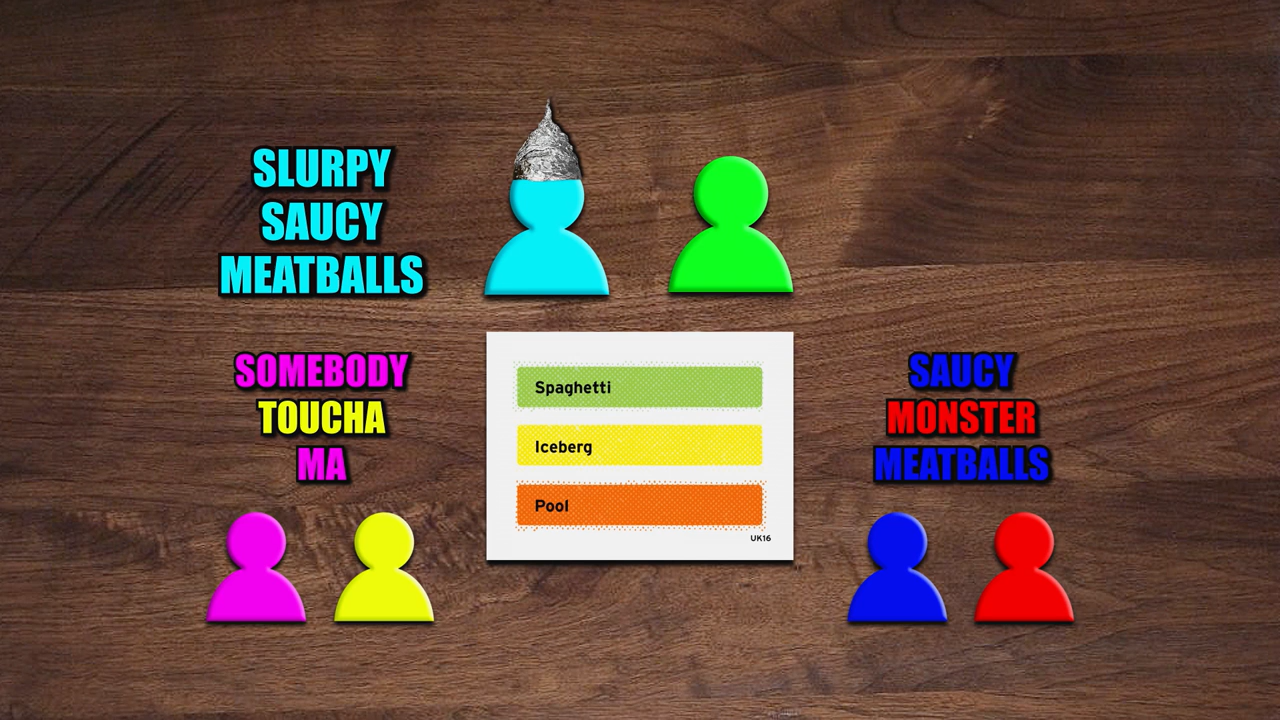 SLURPY
SAUCY
MEATBALLS
SOMEBODY
TOUCHA
MA
Spaghetti
Iceberg
Pool
UK16
SAUCY
MONSTER
MEATBALLS